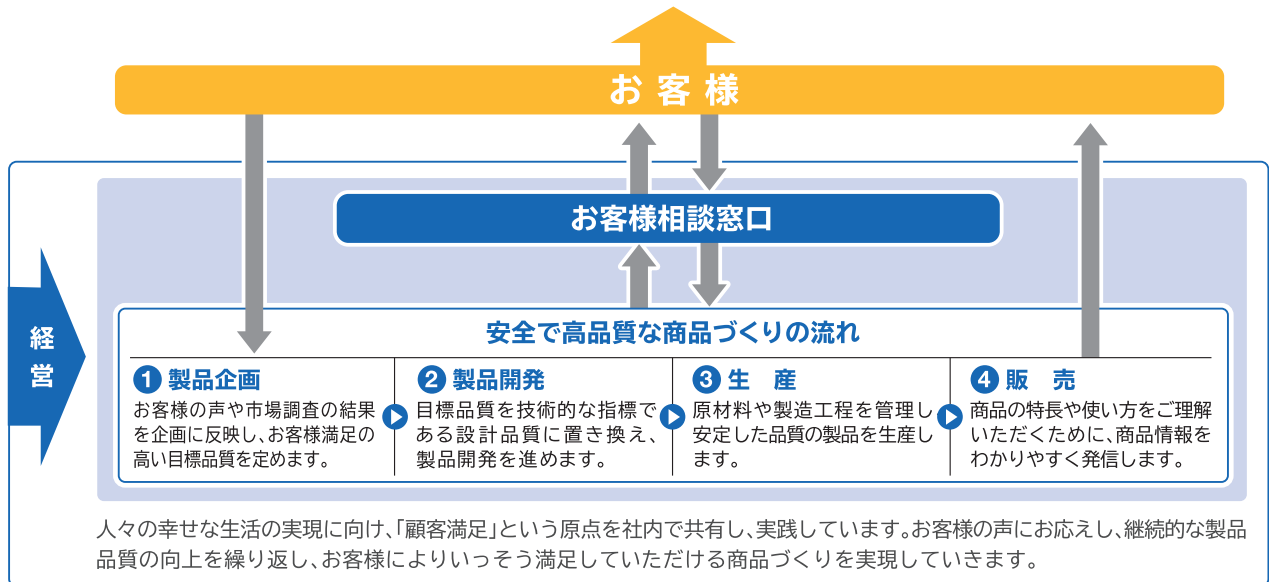 お客様
お客様相談窓口
経営
安全で高品質な商品づくりの流れ
1 製品企画
お客様の声や市場調査の結果
を企画に反映し、お客様満足の
高い目標品質を定めます。
2 製品開発
目標品質を技術的な指標で
ある設計品質に置き換え、
製品開発を進めます。
3 生　産
原材料や製造工程を管理し
安定した品質の製品を生産し
ます。
4 販　売
商品の特長や使い方をご理解
いただくために、商品情報を
わかりやすく発信します。
人々の幸せな生活の実現に向け、「顧客満足」という原点を社内で共有し、実践しています。お客様の声にお応えし、継続的な製品
品質の向上を繰り返し、お客様によりいっそう満足していただける商品づくりを実現していきます。